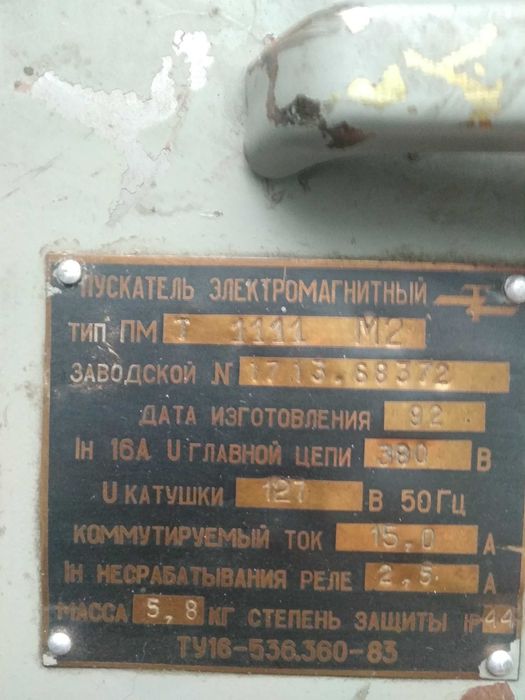 ПУСКАТЕЛЬ ЭЛЕКТРОМАГНИТНЫЙ
ТИП ПМ Т 1111 М2
ЗАВОДСКОЙ N 1713.68372
ДАТА ИЗГОТОВЛЕНИЯ 92
Iн 16А U ГЛАВНОЙ ЦЕПИ 380 В
U КАТУШКИ 127 В 50 Гц
КОММУТИРУЕМЫЙ ТОК 15,0 А
Iн НЕСРАБАТЫВАНИЯ РЕЛЕ 2,5 А
МАССА 5,8 КГ СТЕПЕНЬ ЗАЩИТЫ IP44
ТУ16-536.360-83